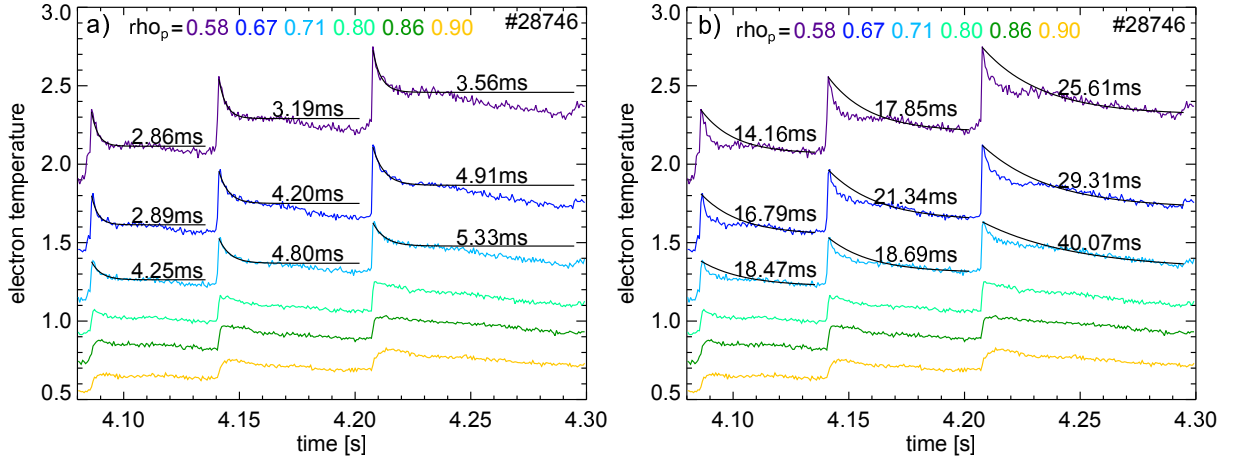 a) rho_p = 0.58 0.67 0.71 0.80 0.86 0.90 #28746
3.0
2.5
2.0
1.5
1.0
0.5
electron temperature
3.56ms
3.19ms
2.86ms
4.91ms
4.20ms
2.89ms
5.33ms
4.80ms
4.25ms
4.10 4.15 4.20 4.25 4.30
time [s]
b) rho_p = 0.58 0.67 0.71 0.80 0.86 0.90 #28746
3.0
2.5
2.0
1.5
1.0
0.5
electron temperature
25.61ms
17.85ms
14.16ms
29.31ms
21.34ms
16.79ms
40.07ms
18.69ms
18.47ms
4.10 4.15 4.20 4.25 4.30
time [s]